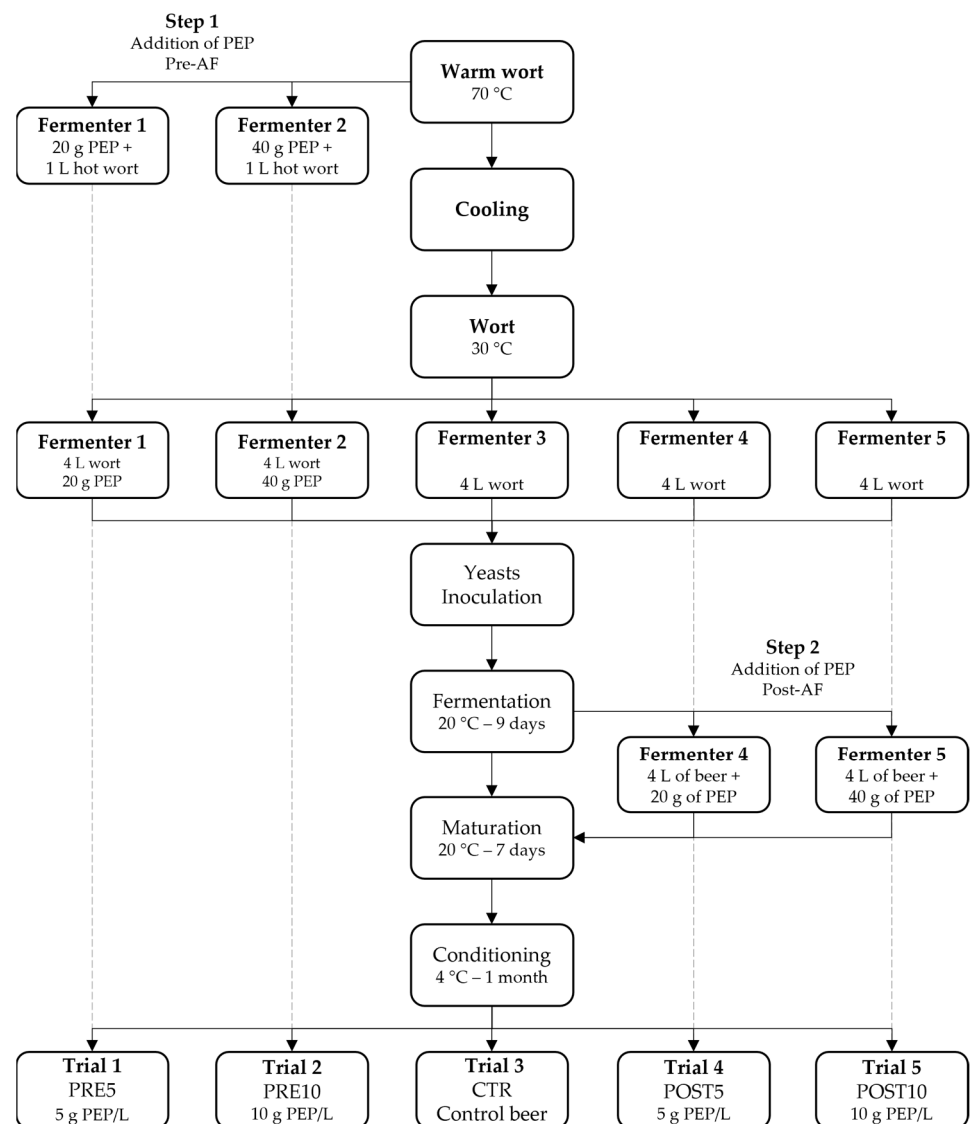 Step 1
Addition of PEP
Pre-AF
Warm wort
70 °C
Fermenter 1
20 g PEP +
1 L hot wort
Fermenter 2
40 g PEP +
1 L hot wort
Cooling
Wort
30 °C
Fermenter 1
4 L wort
20 g PEP
Fermenter 2
4 L wort
40 g PEP
Fermenter 3
4 L wort
Fermenter 4
4 L wort
Fermenter 5
4 L wort
Yeasts
Inoculation
Step 2
Addition of PEP
Post-AF
Fermentation
20 °C – 9 days
Fermenter 4
4 L of beer +
20 g of PEP
Fermenter 5
4 L of beer +
40 g of PEP
Maturation
20 °C – 7 days
Conditioning
4 °C – 1 month
Trial 1
PRE5
5 g PEP/L
Trial 2
PRE10
10 g PEP/L
Trial 3
CTR
Control beer
Trial 4
POST5
5 g PEP/L
Trial 5
POST10
10 g PEP/L